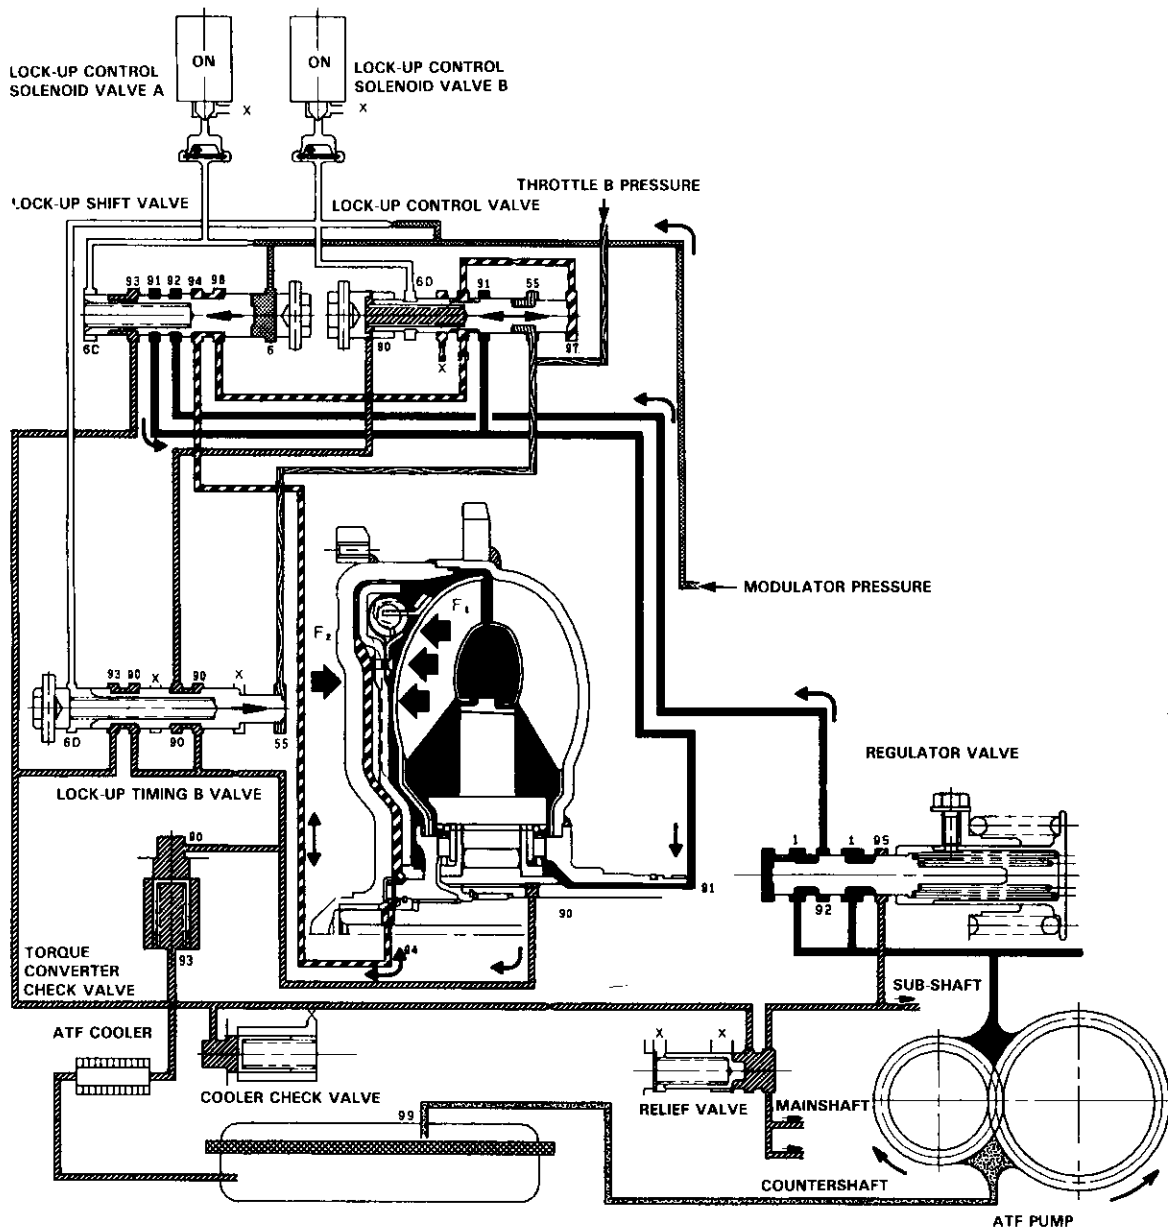 ON
ON
LOCK-UP CONTROL
SOLENOID VALVE A
LOCK-UP CONTROL
SOLENOID VALVE B
X
X
THROTTLE B PRESSURE
LOCK-UP SHIFT VALVE
LOCK-UP CONTROL VALVE
93 91 92 94 98
6D
91
55
6C
6
90
X
97
MODULATOR PRESSURE
F₁
F₂
93 90
X
90
X
6D
90
55
LOCK-UP TIMING B VALVE
REGULATOR VALVE
90
1
1
95
92
91
90
94
93
TORQUE
CONVERTER
CHECK VALVE
SUB-SHAFT
ATF COOLER
X
X
X
COOLER CHECK VALVE
RELIEF VALVE
MAINSHAFT
99
COUNTERSHAFT
ATF PUMP